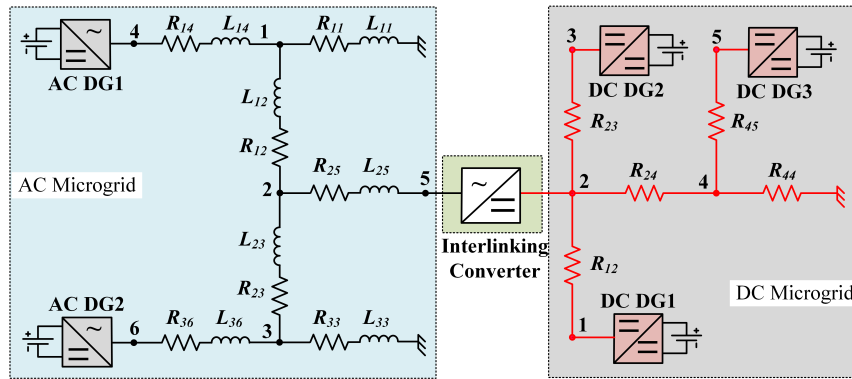 4
R14
L14
1
R11
L11
AC DG1
L12
R12
AC Microgrid
2
R25
L25
5
L23
R23
AC DG2
6
R36
L36
3
R33
L33
Interlinking
Converter
3
DC DG2
5
DC DG3
R23
R45
2
R24
4
R44
R12
DC Microgrid
DC DG1
1